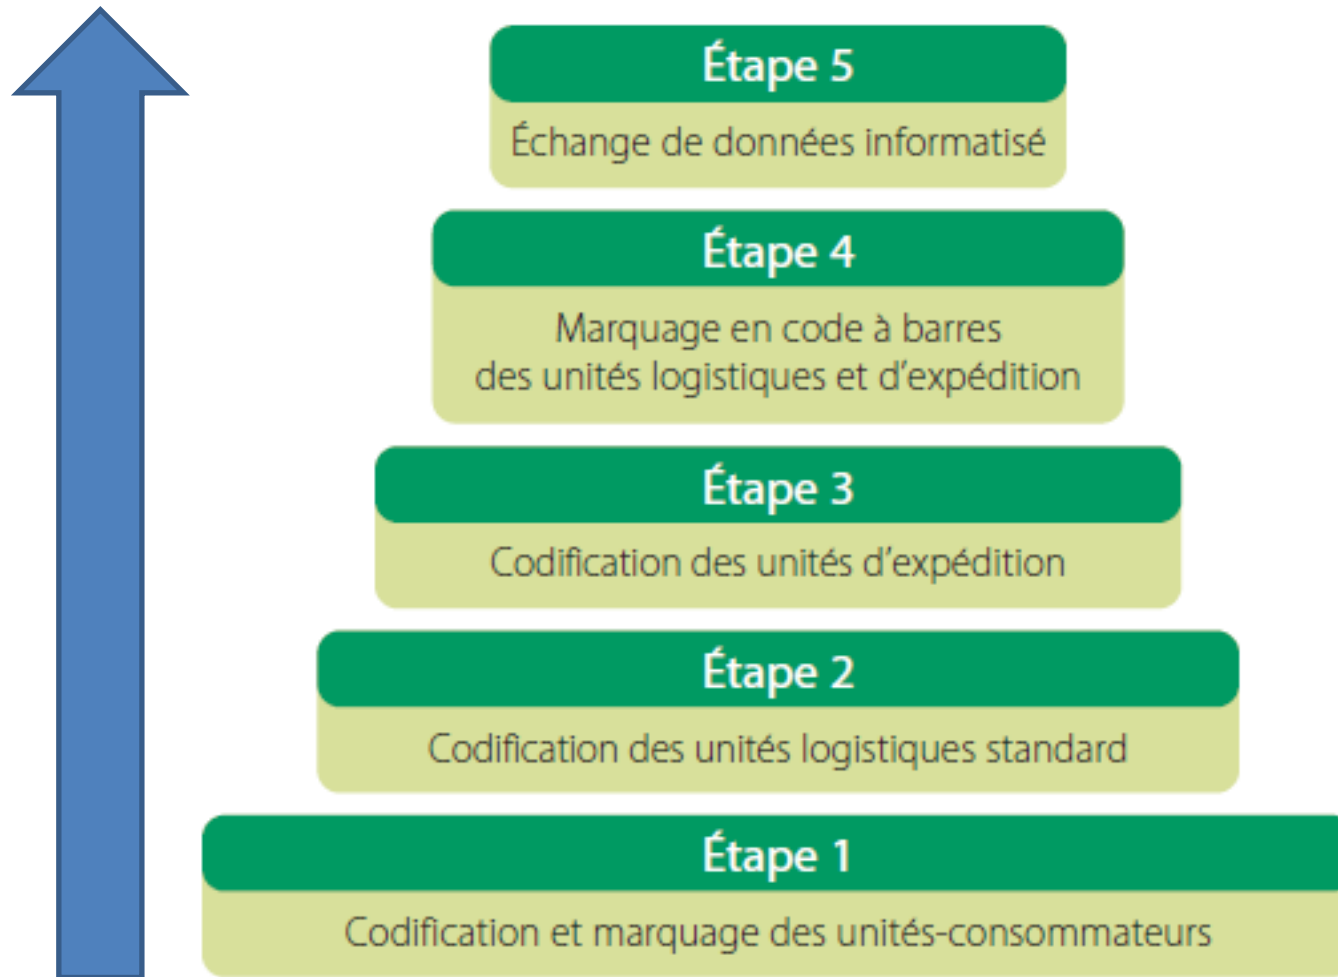 Étape 5
Échange de données informatisé
Étape 4
Marquage en code à barres
des unités logistiques et d’expédition
Étape 3
Codification des unités d’expédition
Étape 2
Codification des unités logistiques standard
Étape 1
Codification et marquage des unités-consommateurs